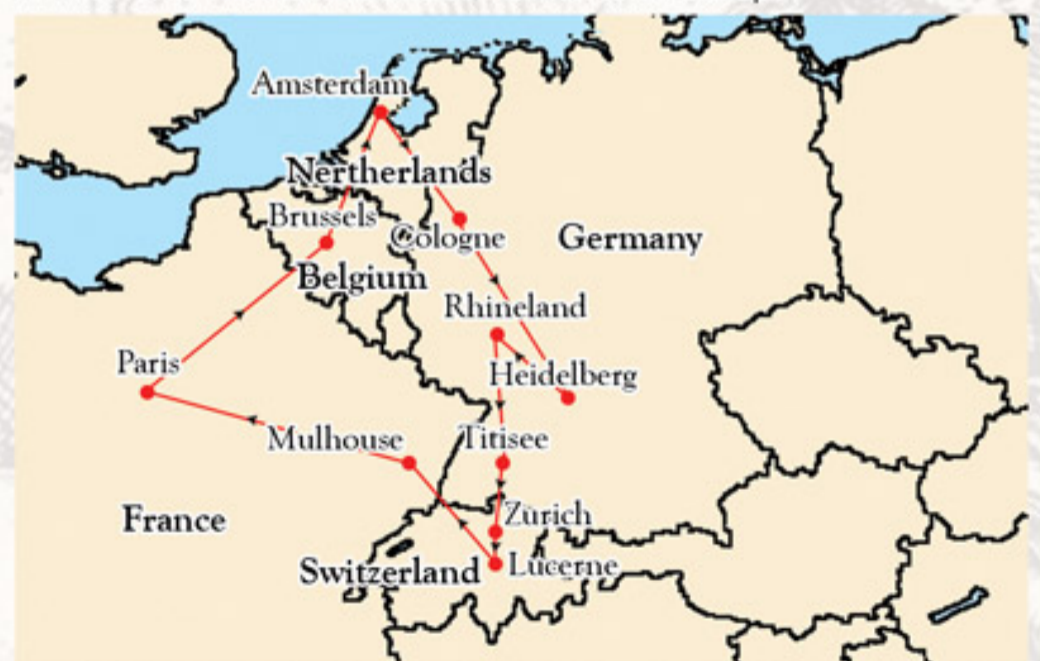 Amsterdam
Nertherlands
Brussels
Cologne
Germany
Belgium
Rhineland
Paris
Heidelberg
Mulhouse
Titisee
Zürich
France
Switzerland
Lucerne